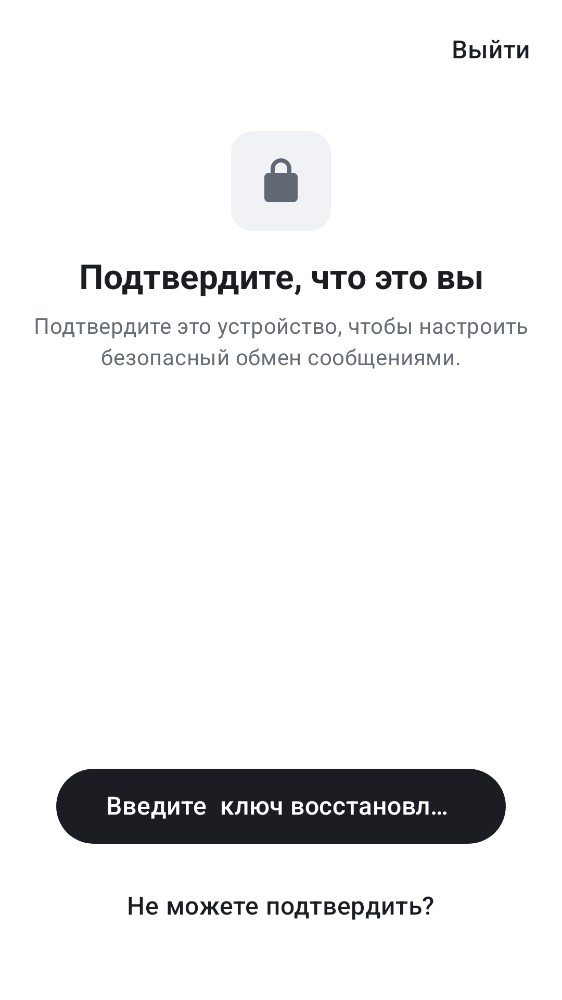 Выйти
Подтвердите, что это вы
Подтвердите это устройство, чтобы настроить
безопасный обмен сообщениями.
Введите  ключ восстановл...
Не можете подтвердить?